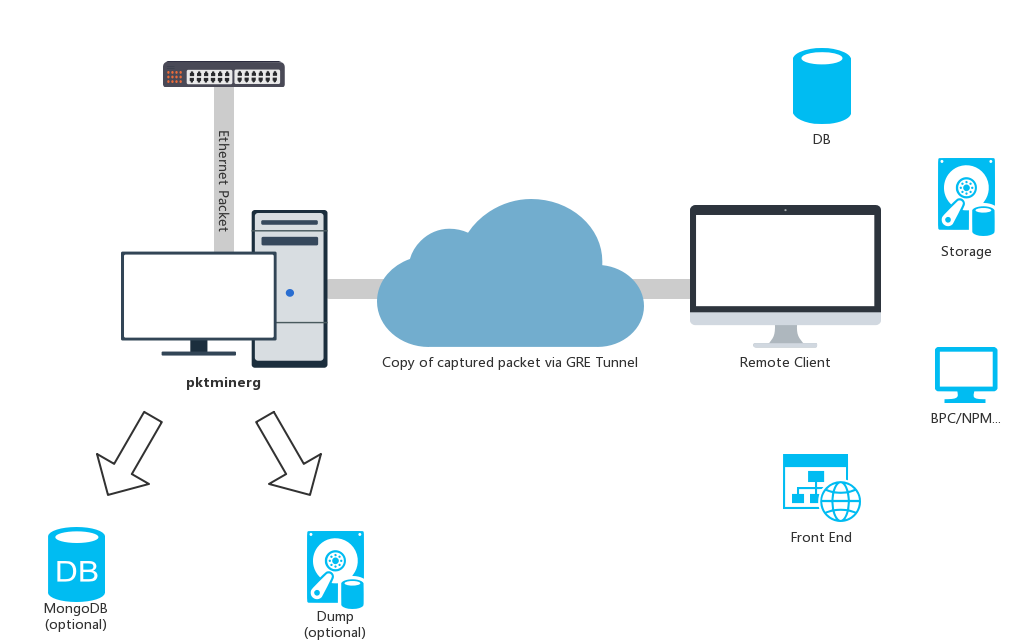 DB
Ethernet Packet
Storage
Copy of captured packet via GRE Tunnel
Remote Client
pktminerg
BPC/NPM...
Front End
DB
MongoDB
(optional)
Dump
(optional)